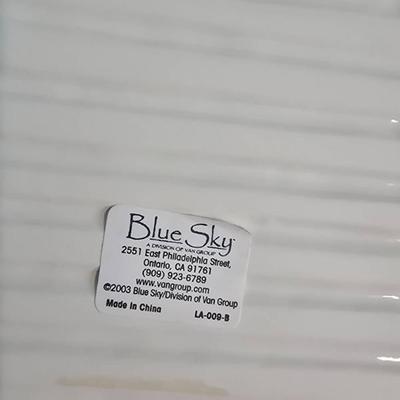 Blue Sky
A DIVISION OF VAN GROUP
2551 East Philadelphia Street,
Ontario, CA 91761
(909) 923-6789
www.vangroup.com
©2003 Blue Sky/Division of Van Group
Made in China LA-009-B